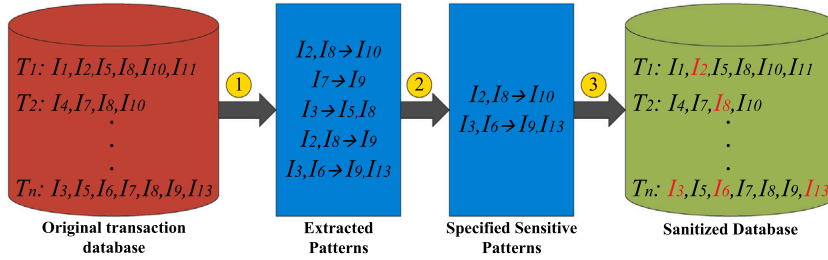 T1: I1,I2,I5,I8,I10,I11
T2: I4,I7,I8,I10
.
.
.
Tn: I3,I5,I6,I7,I8,I9,I13
Original transaction
database
1
I2,I8→I10
I7→I9
I3→I5,I8
I2,I8→I9
I3,I6→I9,I13
Extracted
Patterns
2
I2,I8→I10
I3,I6→I9,I13
Specified Sensitive
Patterns
3
T1: I1,I2,I5,I8,I10,I11
T2: I4,I7,I8,I10
.
.
.
Tn: I3,I5,I6,I7,I8,I9,I13
Sanitized Database